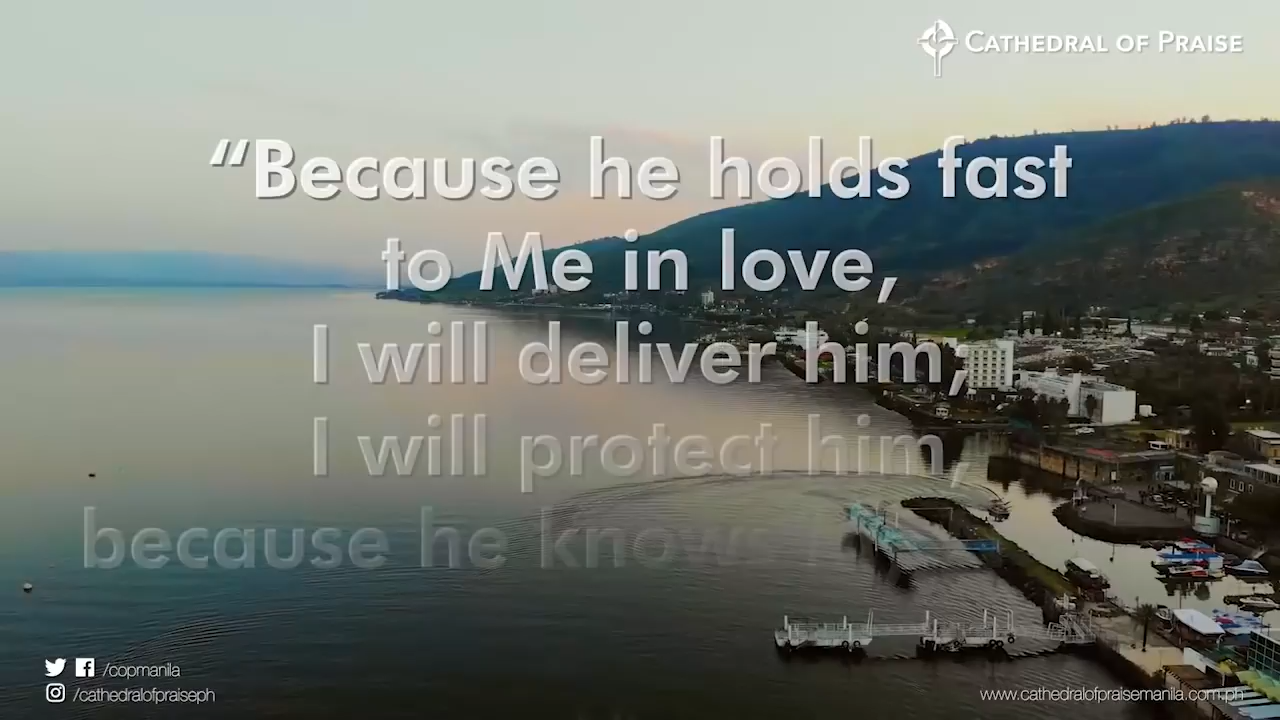 CATHEDRAL OF PRAISE
“Because he holds fast
to Me in love,
I will deliver him,
I will protect him,
because he knows
/copmanila
/cathedralofpraiseph
www.cathedralofpraisemanila.com.ph